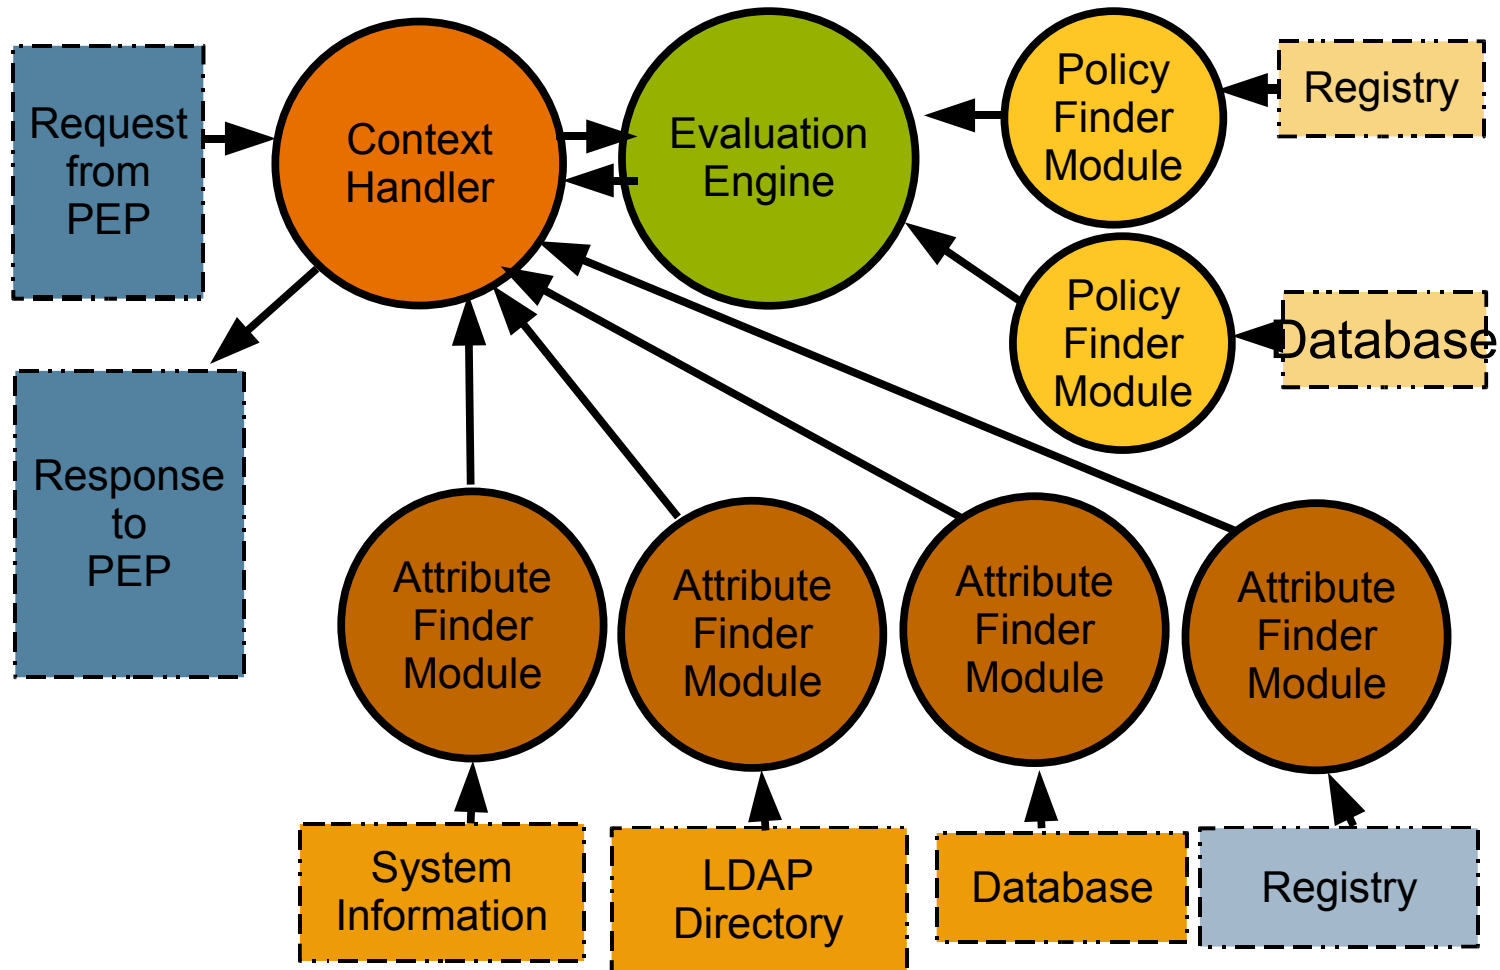 Request
from
PEP
Context
Handler
Evaluation
Engine
Policy
Finder
Module
Registry
Policy
Finder
Module
Database
Response
to
PEP
Attribute
Finder
Module
Attribute
Finder
Module
Attribute
Finder
Module
Attribute
Finder
Module
System
Information
LDAP
Directory
Database
Registry